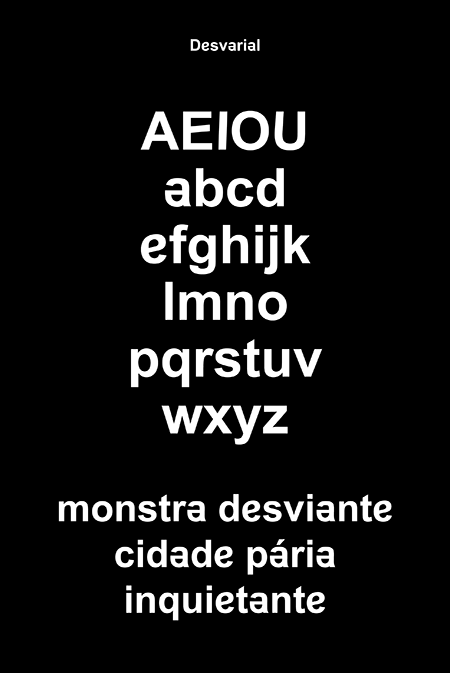 Desvarial
AEIOU
abcd
efghijk
lmno
pqrstuv
wxyz
monstra desviante
cidade pária
inquietante